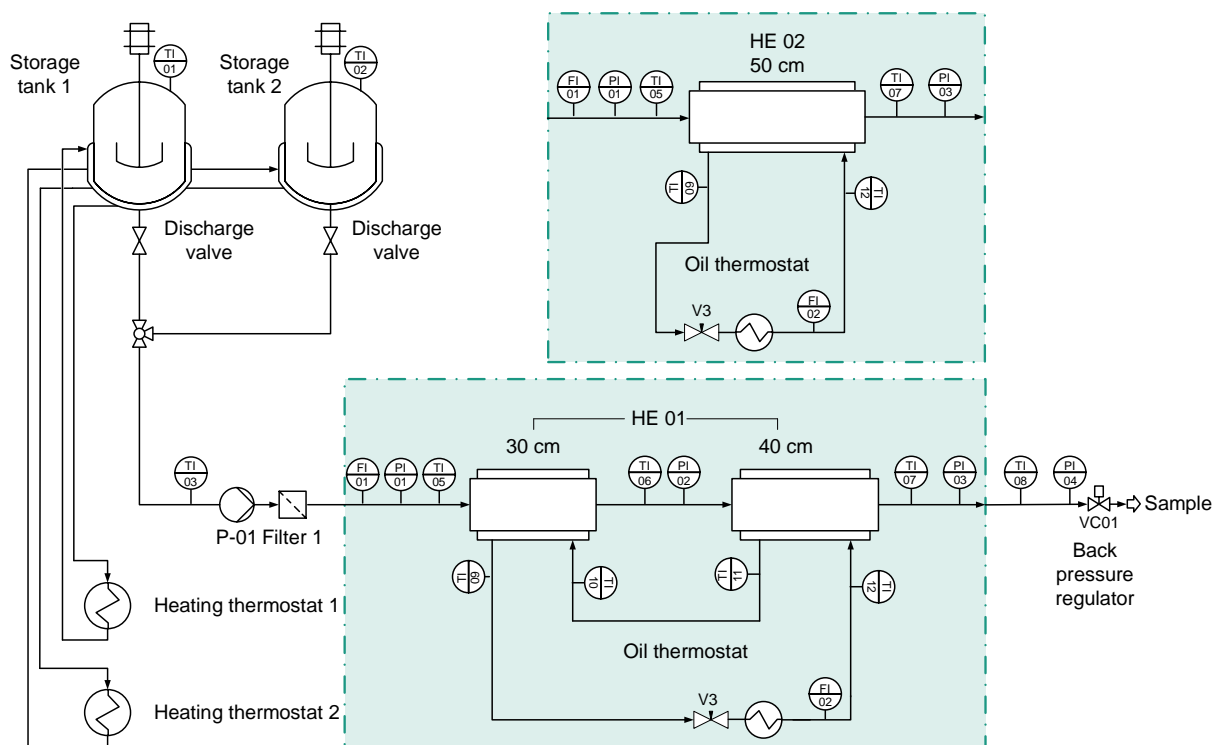 Storage
tank 1
TI
01
Storage
tank 2
TI
02
Discharge
valve
Discharge
valve
HE 02
50 cm
FI
01
PI
01
TI
05
TI
07
PI
03
TI
09
TI
12
Oil thermostat
V3
FI
02
HE 01
30 cm
40 cm
TI
03
P-01
Filter 1
FI
01
PI
01
TI
05
TI
06
PI
02
TI
07
PI
03
TI
08
PI
04
VC01
Sample
Back
pressure
regulator
TI
09
TI
10
TI
11
TI
12
Oil thermostat
V3
FI
02
Heating thermostat 1
Heating thermostat 2